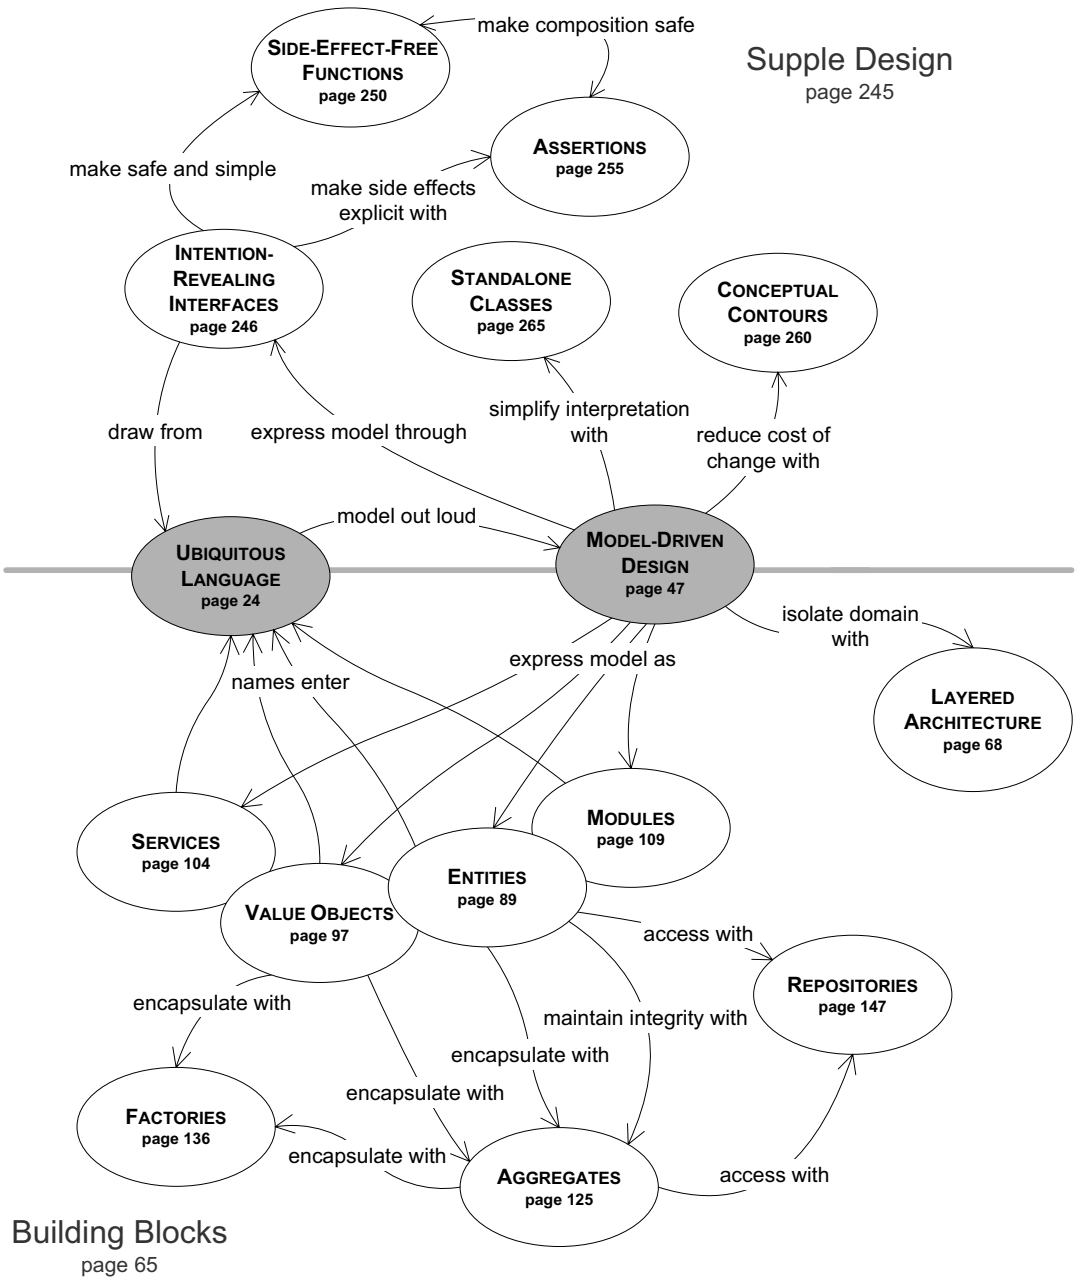 make composition safe
SIDE-EFFECT-FREE
FUNCTIONS
page 250
Supple Design
page 245
ASSERTIONS
page 255
make safe and simple
make side effects
explicit with
INTENTION-
REVEALING
INTERFACES
page 246
STANDALONE
CLASSES
page 265
CONCEPTUAL
CONTOURS
page 260
draw from
express model through
simplify interpretation
with
reduce cost of
change with
model out loud
UBIQUITOUS
LANGUAGE
page 24
MODEL-DRIVEN
DESIGN
page 47
isolate domain
with
express model as
names enter
LAYERED
ARCHITECTURE
page 68
SERVICES
page 104
MODULES
page 109
ENTITIES
page 89
VALUE OBJECTS
page 97
access with
REPOSITORIES
page 147
encapsulate with
maintain integrity with
encapsulate with
encapsulate with
FACTORIES
page 136
encapsulate with
AGGREGATES
page 125
access with
Building Blocks
page 65